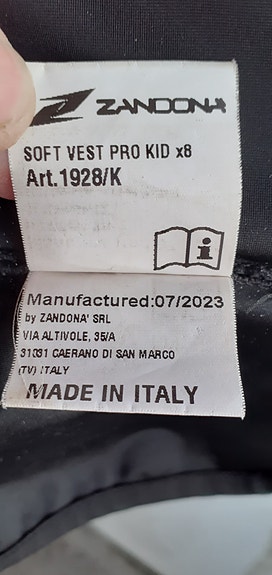 ZANDONA
SOFT VEST PRO KID x8
Art.1928/K
Manufactured:07/2023
by ZANDONA' SRL
VIA ALTIVOLE, 35/A
31031 CAERANO DI SAN MARCO
(TV) ITALY
MADE IN ITALY